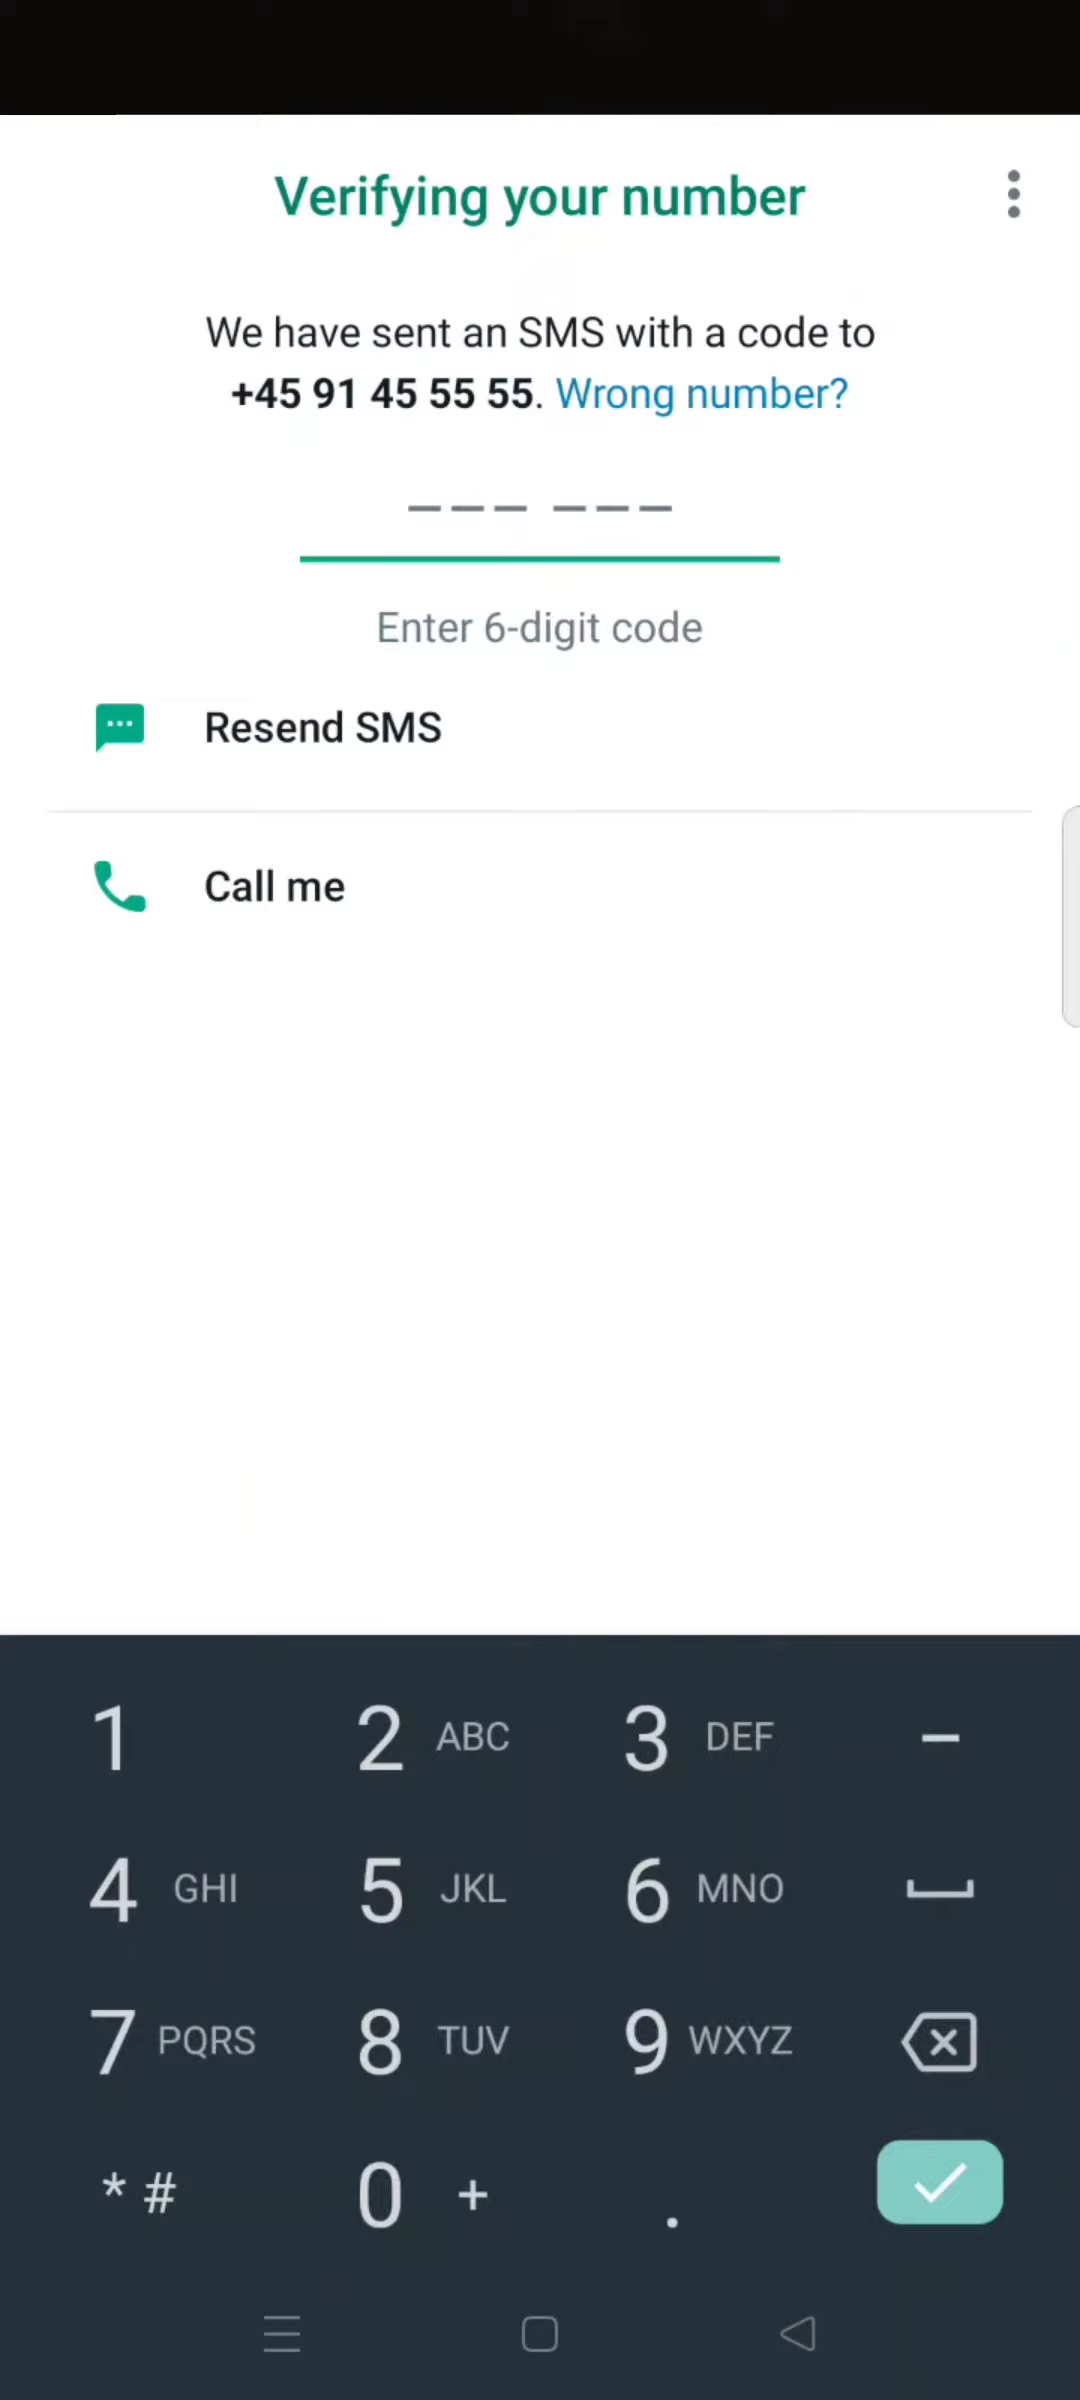 Verifying your number
We have sent an SMS with a code to
+45 91 45 55 55. Wrong number?
Enter 6-digit code
Resend SMS
Call me
1 2 ABC 3 DEF –
4 GHI 5 JKL 6 MNO
7 PQRS 8 TUV 9 WXYZ
* # 0 + .